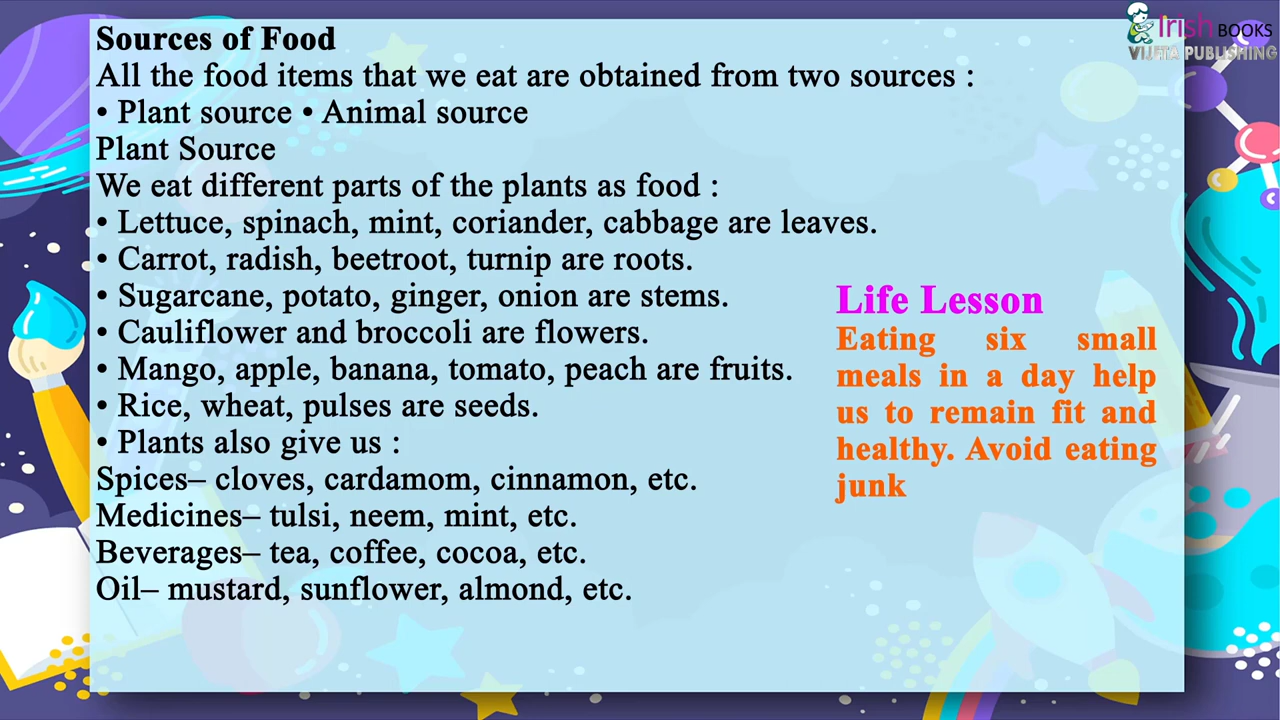 Irish BOOKS
VIJETA PUBLISHING
Sources of Food
All the food items that we eat are obtained from two sources :
• Plant source • Animal source
Plant Source
We eat different parts of the plants as food :
• Lettuce, spinach, mint, coriander, cabbage are leaves.
• Carrot, radish, beetroot, turnip are roots.
• Sugarcane, potato, ginger, onion are stems.
• Cauliflower and broccoli are flowers.
• Mango, apple, banana, tomato, peach are fruits.
• Rice, wheat, pulses are seeds.
• Plants also give us :
Spices– cloves, cardamom, cinnamon, etc.
Medicines– tulsi, neem, mint, etc.
Beverages– tea, coffee, cocoa, etc.
Oil– mustard, sunflower, almond, etc.
Life Lesson
Eating six small
meals in a day help
us to remain fit and
healthy. Avoid eating
junk